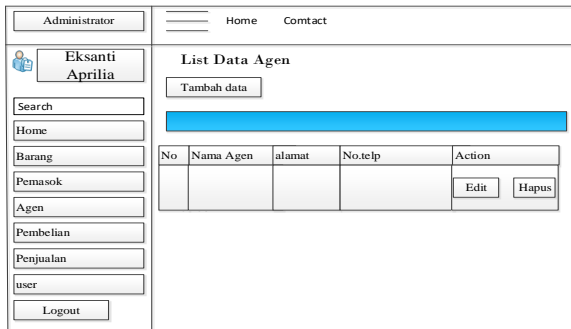 Administrator
Home Comtact
Eksanti
Aprilia
Search
Home
Barang
Pemasok
Agen
Pembelian
Penjualan
user
Logout
List Data Agen
Tambah data
No Nama Agen alamat No.telp Action
Edit Hapus